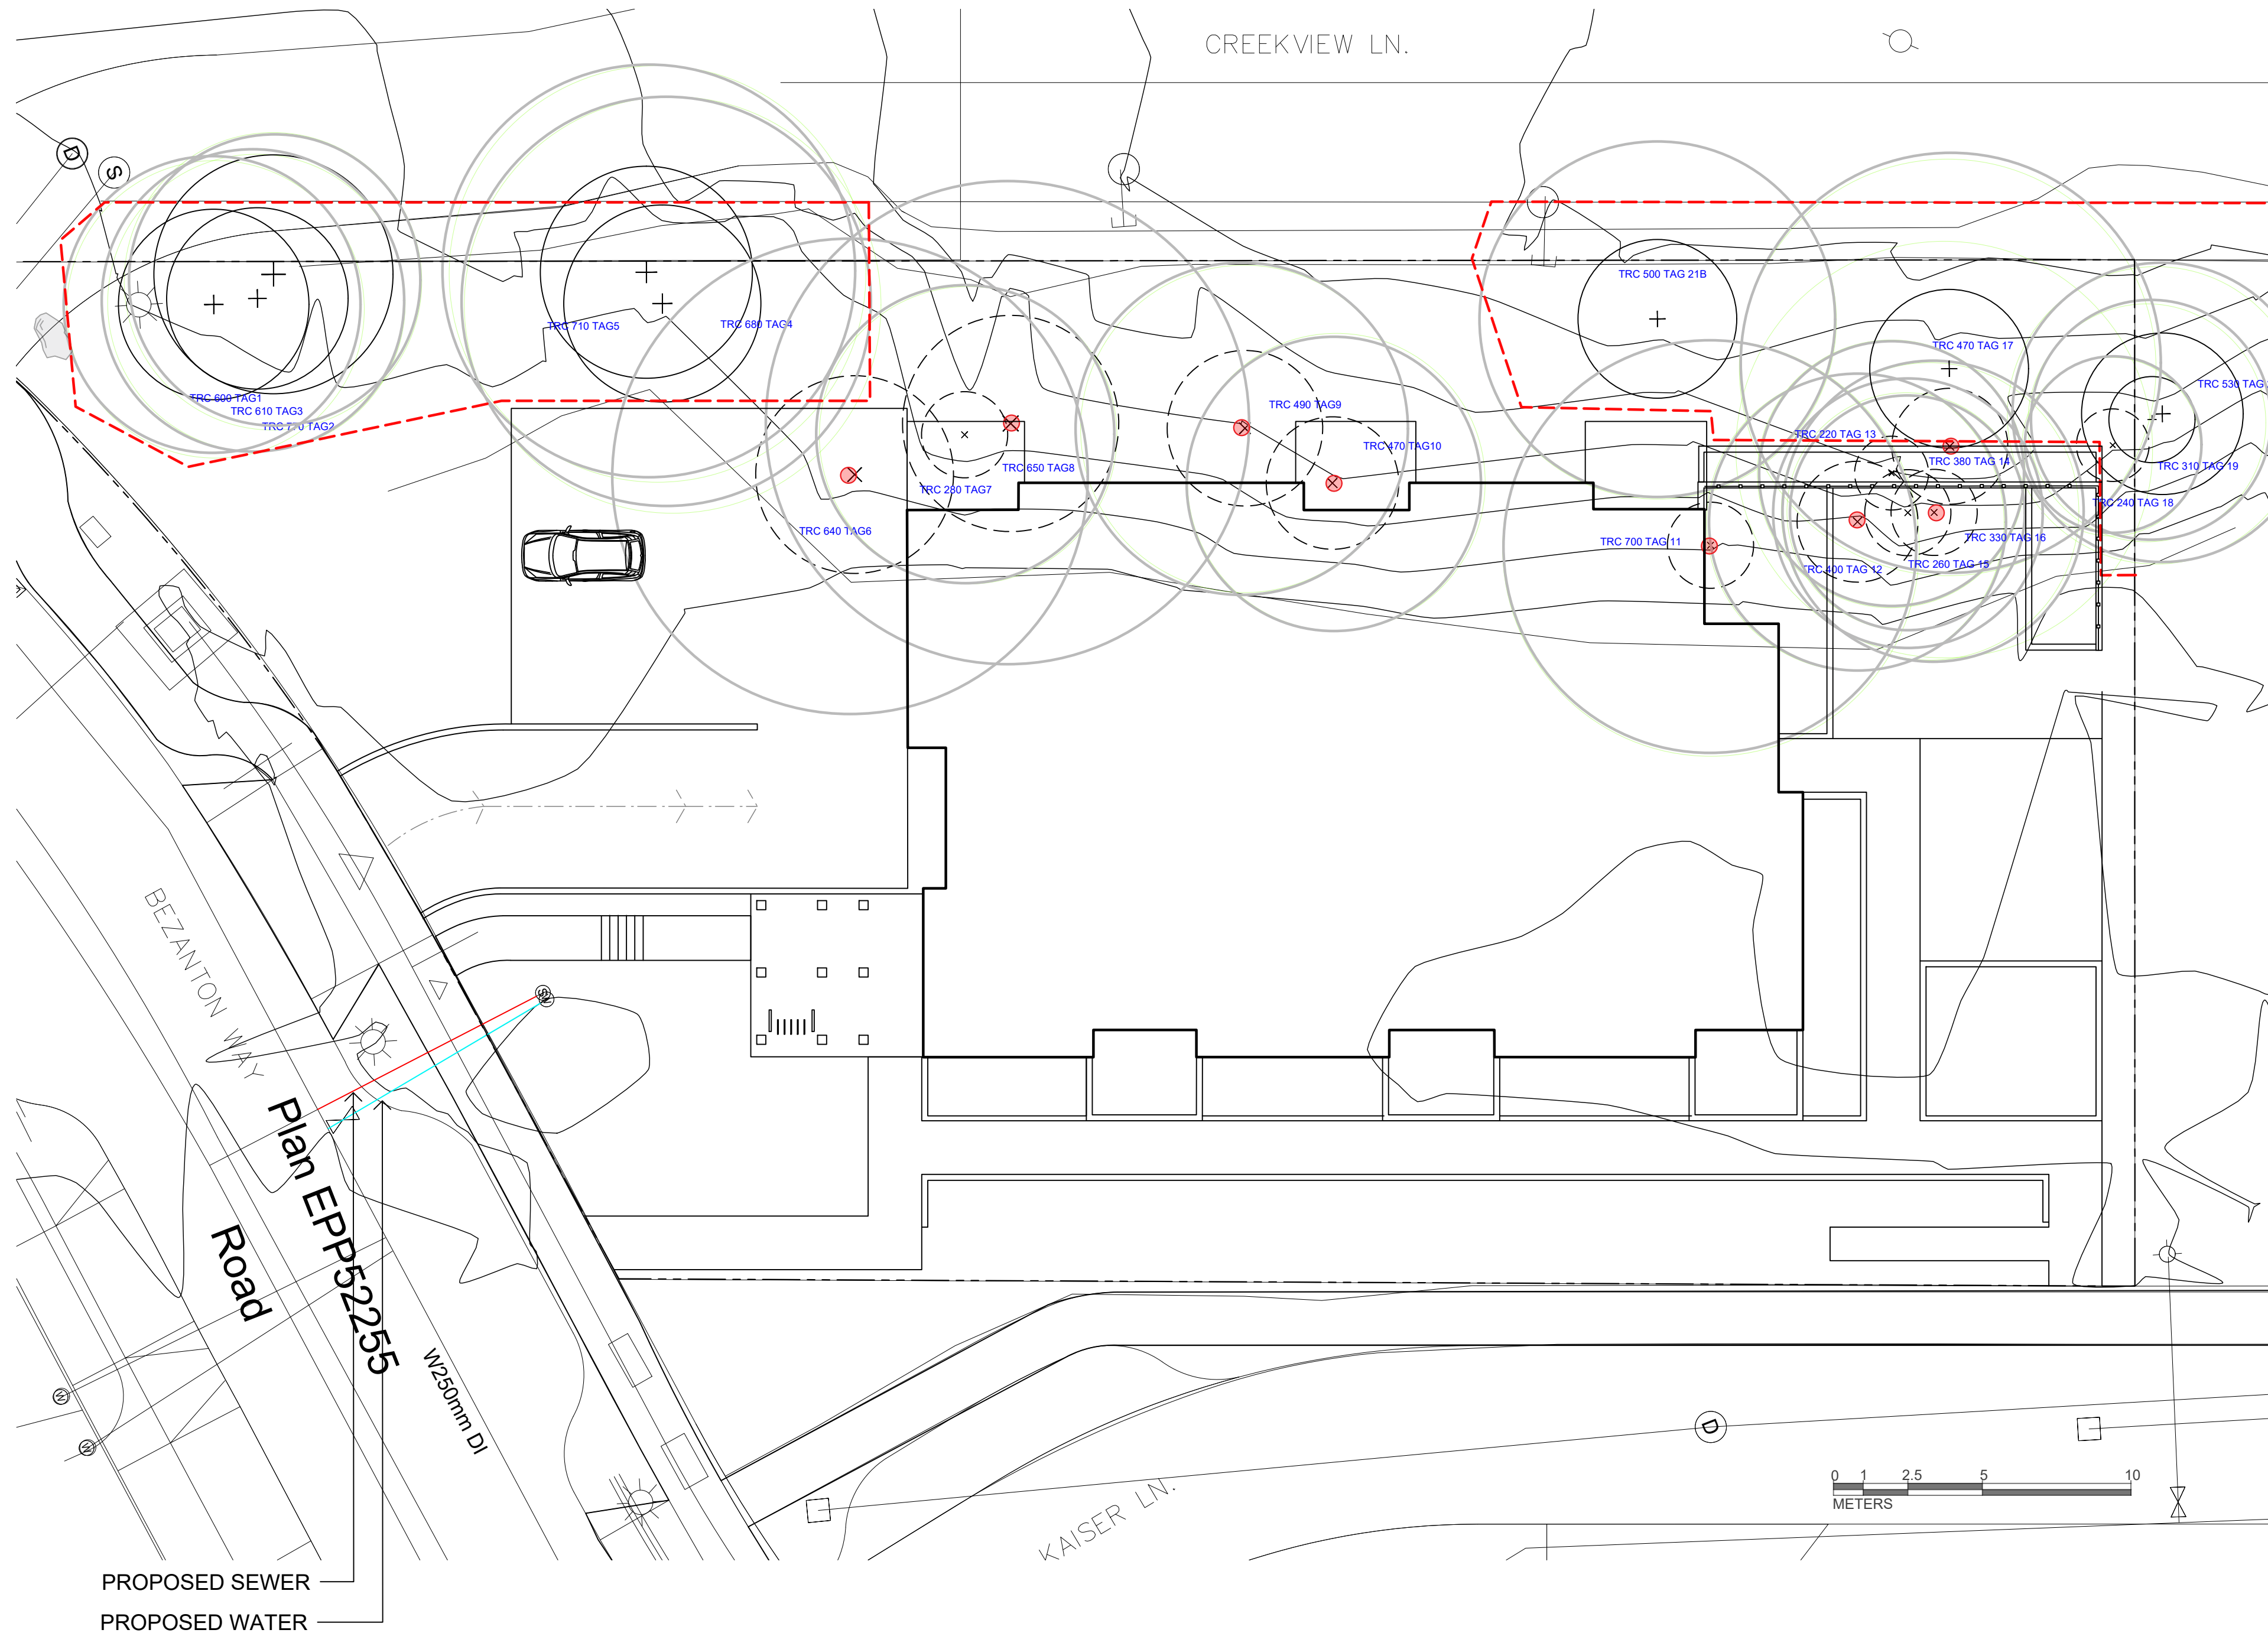 CREEKVIEW LN.
D
S
TRC 500 TAG 21B
TRC 710 TAG5
TRC 680 TAG4
TRC 470 TAG 17
TRC 530 TAG
TRC 600 TAG1
TRC 610 TAG3
TAG2
TRC 490 TAG9
TRC 470 TAG10
TRC 220 TAG 13
TRC 380 TAG 14
TRC 310 TAG 19
TRC 650 TAG8
TRC 280 TAG7
TRC 240 TAG 18
TRC 640 TAG6
TRC 700 TAG 11
TRC 330 TAG 16
TRC 400 TAG 12
TRC 260 TAG 15
BEZANTON WAY
Plan EPP52255
Road
W250mm DI
W
W
D
KAISER LN.
0 1 2.5 5 10
METERS
PROPOSED SEWER
PROPOSED WATER